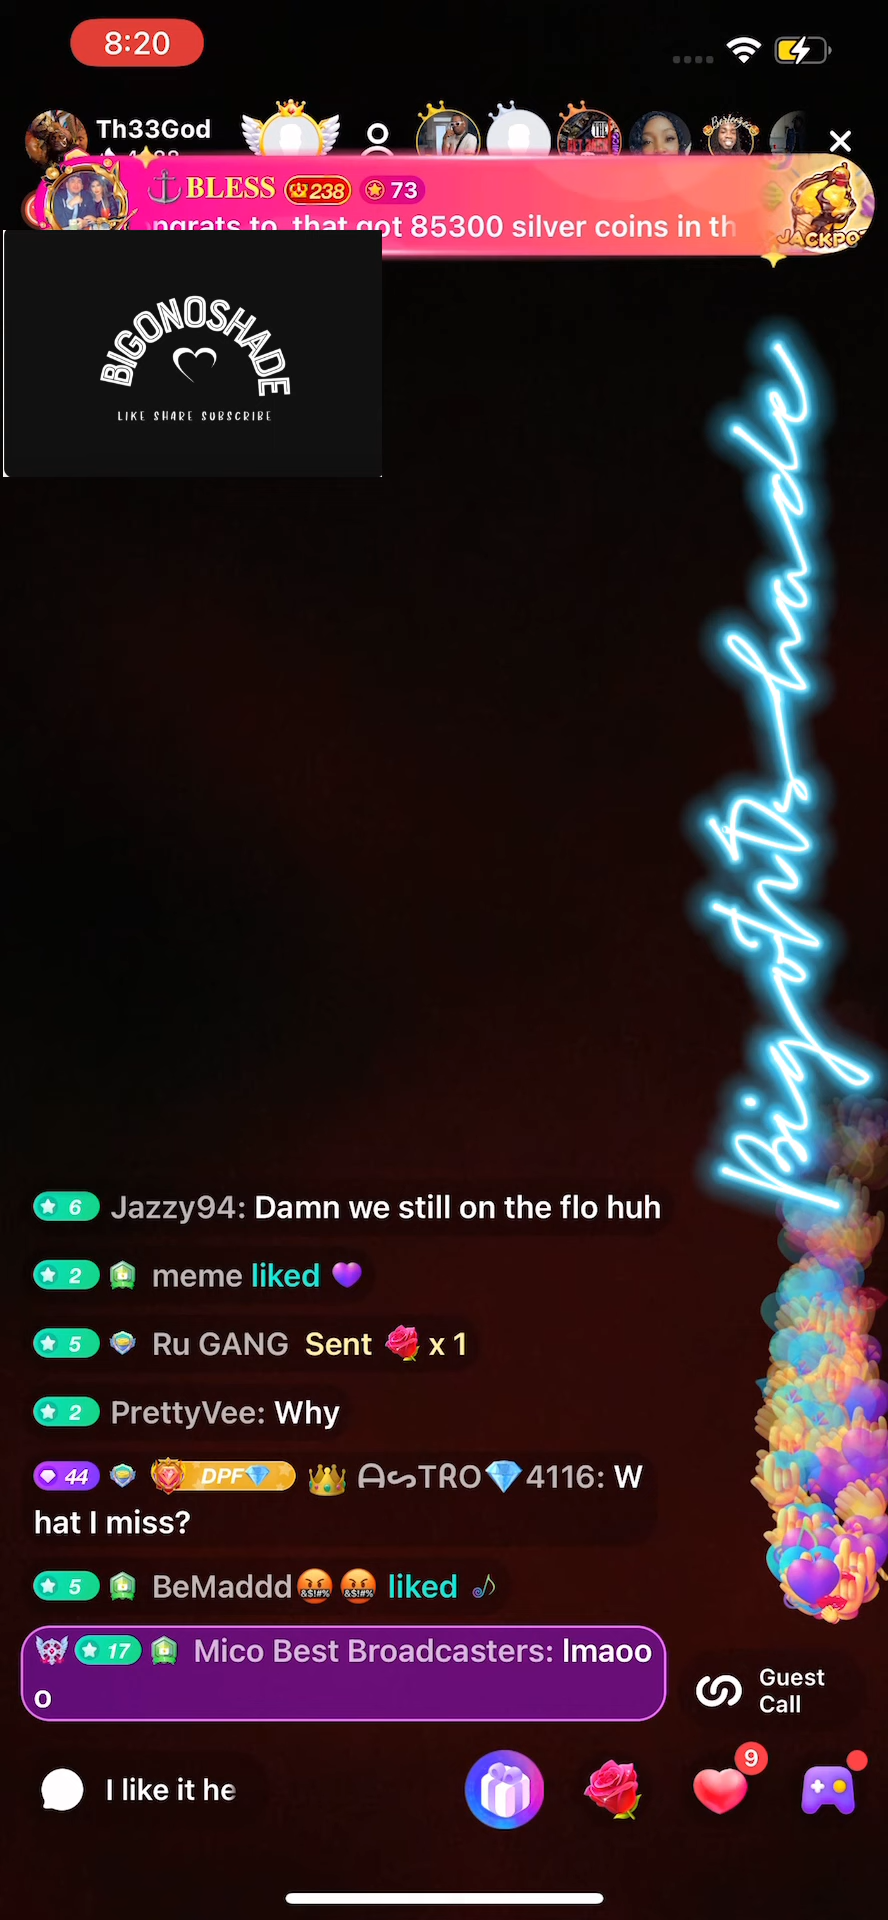 8:20
Th33God
BLESS 238 73
ngrats to that got 85300 silver coins in th
JACKPOT
BIGONOSHADE
LIKE SHARE SUBSCRIBE
6 Jazzy94: Damn we still on the flo huh
2 meme liked
5 Ru GANG Sent x 1
2 PrettyVee: Why
44 DPF ᗩᔕTᖇO 4116: W
hat I miss?
5 BeMaddd &$!#% &$!#% liked
17 Mico Best Broadcasters: lmaoo
o
Guest
Call
I like it he
9